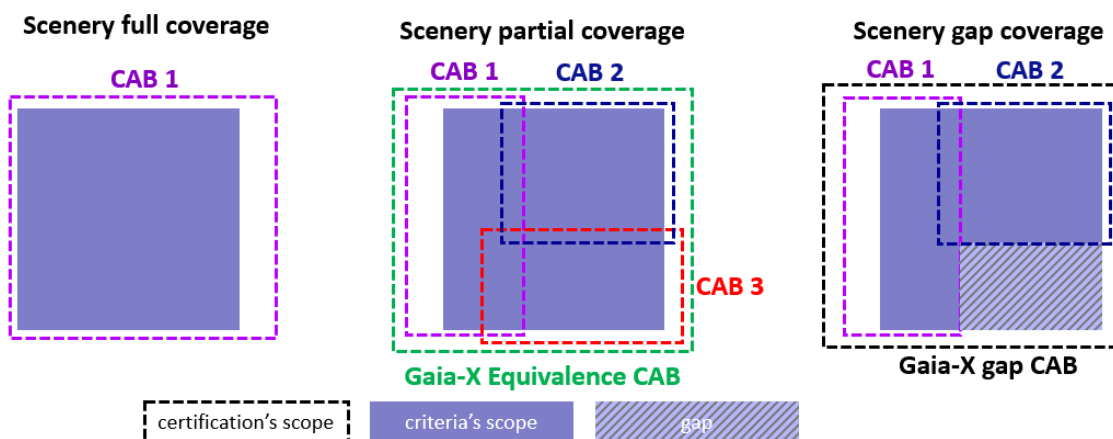 Scenery full coverage
CAB 1
Scenery partial coverage
CAB 1
CAB 2
CAB 3
Gaia-X Equivalence CAB
Scenery gap coverage
CAB 1
CAB 2
Gaia-X gap CAB
certification's scope
criteria's scope
gap